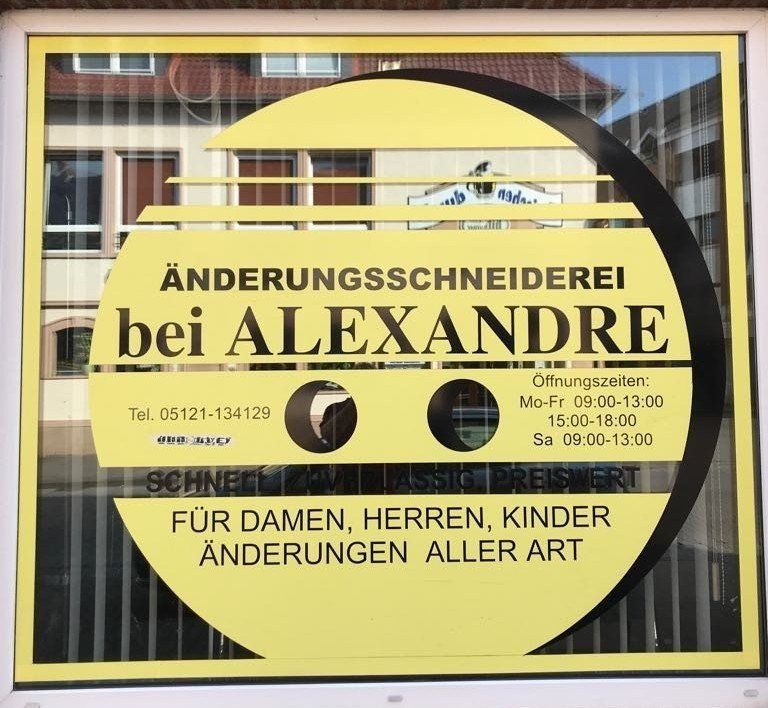 ÄNDERUNGSSCHNEIDEREI
bei ALEXANDRE
Tel. 05121-134129
Öffnungszeiten:
Mo-Fr 09:00-13:00
15:00-18:00
Sa 09:00-13:00
SCHNELL, ZUVERLÄSSIG, PREISWERT
FÜR DAMEN, HERREN, KINDER
ÄNDERUNGEN ALLER ART